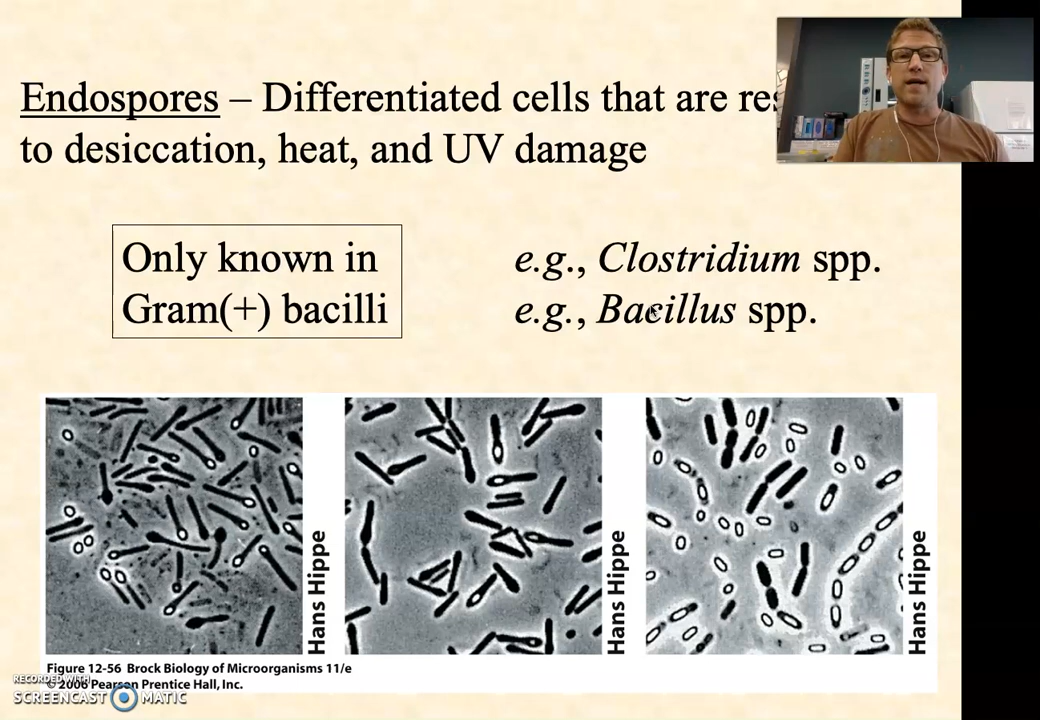 Endospores – Differentiated cells that are res
to desiccation, heat, and UV damage
Only known in
Gram(+) bacilli
e.g., Clostridium spp.
e.g., Bacillus spp.
Hans Hippe
Hans Hippe
Hans Hippe
Figure 12-56 Brock Biology of Microorganisms 11/e
© 2006 Pearson Prentice Hall, Inc.
RECORDED WITH
SCREENCAST MATIC